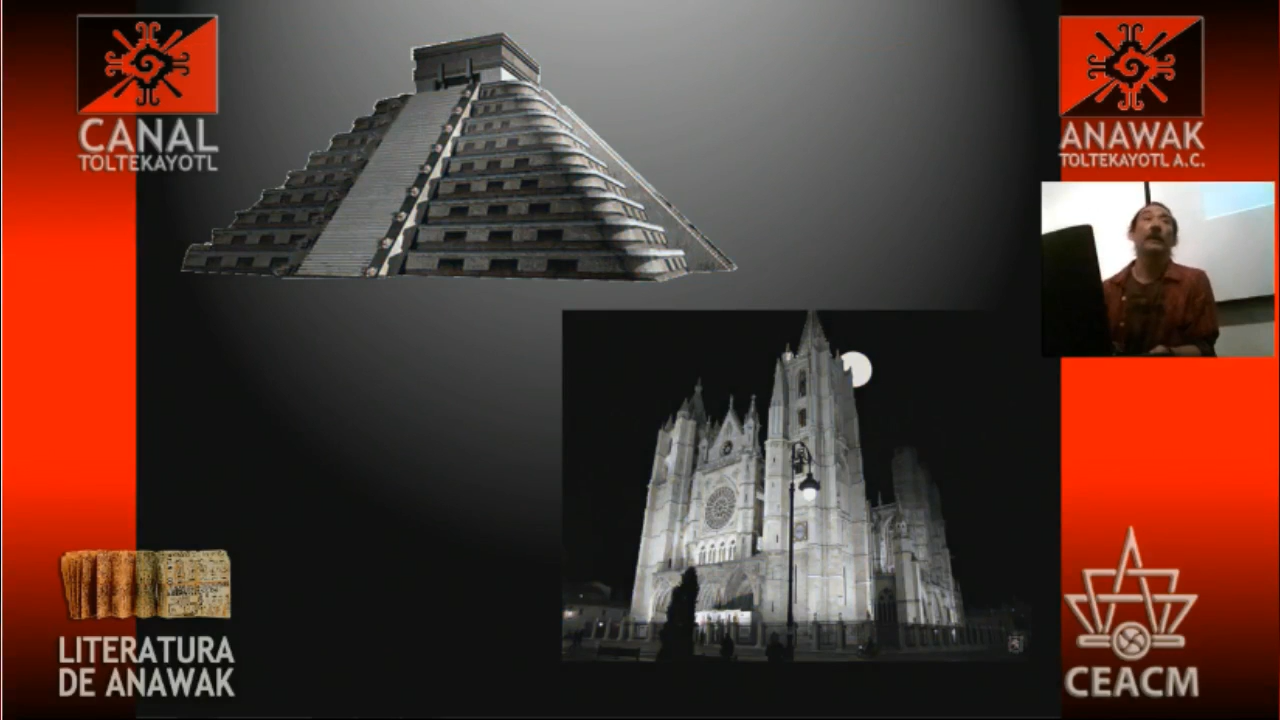 CANAL
TOLTEKAYOTL
ANAWAK
TOLTEKAYOTL A.C.
LITERATURA
DE ANAWAK
CEACM